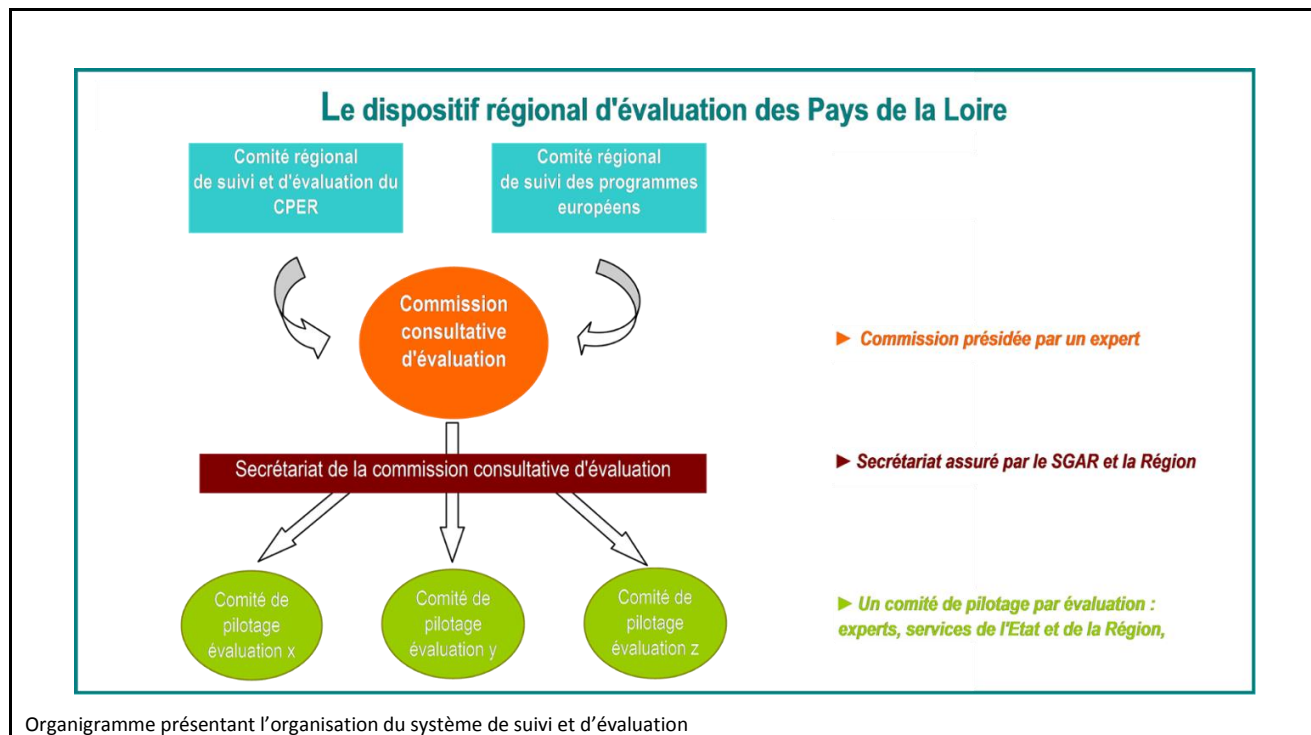 Le dispositif régional d'évaluation des Pays de la Loire
Comité régional
de suivi et d'évaluation du
CPER
Comité régional
de suivi des programmes
européens
Commission
consultative
d'évaluation
► Commission présidée par un expert
Secrétariat de la commission consultative d'évaluation
► Secrétariat assuré par le SGAR et la Région
Comité de
pilotage
évaluation x
Comité de
pilotage
évaluation y
Comité de
pilotage
évaluation z
► Un comité de pilotage par évaluation :
experts, services de l'Etat et de la Région,
Organigramme présentant l’organisation du système de suivi et d’évaluation